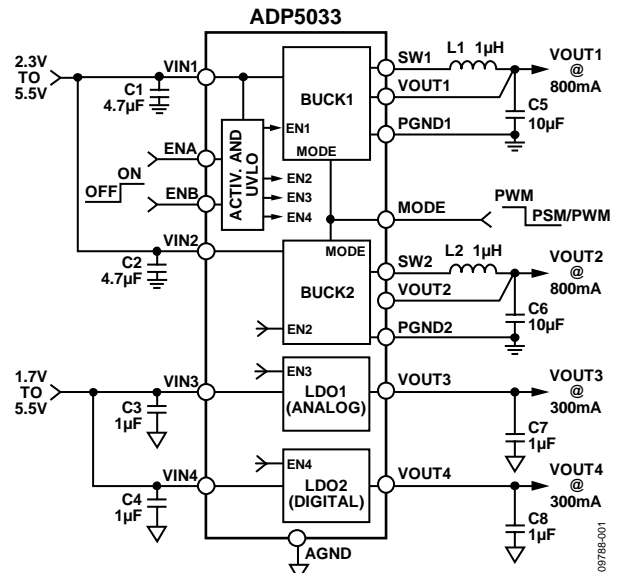 ADP5033
2.3V
TO
5.5V
C1
4.7µF
VIN1
BUCK1
MODE
SW1
L1 1µH
VOUT1
@
800mA
VOUT1
C5
10µF
PGND1
ENA
ON
OFF
ENB
ACTIV. AND
UVLO
EN1
EN2
EN3
EN4
MODE
PWM
PSM/PWM
VIN2
C2
4.7µF
MODE
BUCK2
EN2
SW2
L2 1µH
VOUT2
@
800mA
VOUT2
C6
10µF
PGND2
1.7V
TO
5.5V
VIN3
C3
1µF
EN3
LDO1
(ANALOG)
VOUT3
VOUT3
@
300mA
C7
1µF
VIN4
C4
1µF
EN4
LDO2
(DIGITAL)
VOUT4
VOUT4
@
300mA
C8
1µF
AGND
09788-001